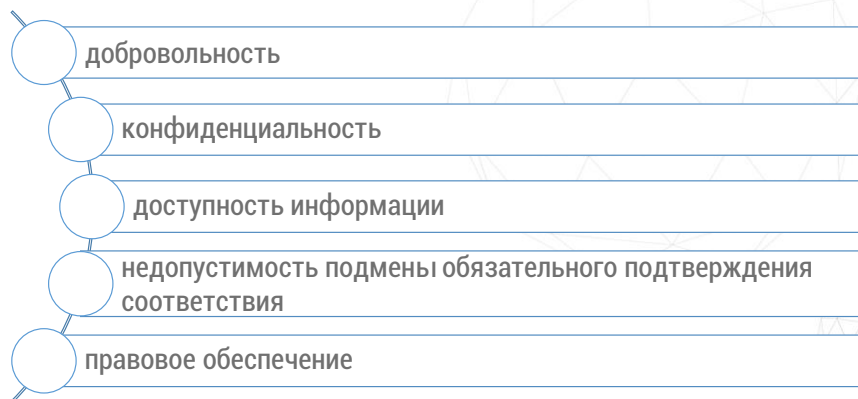 добровольность
конфиденциальность
доступность информации
недопустимость подмены обязательного подтверждения
соответствия
правовое обеспечение